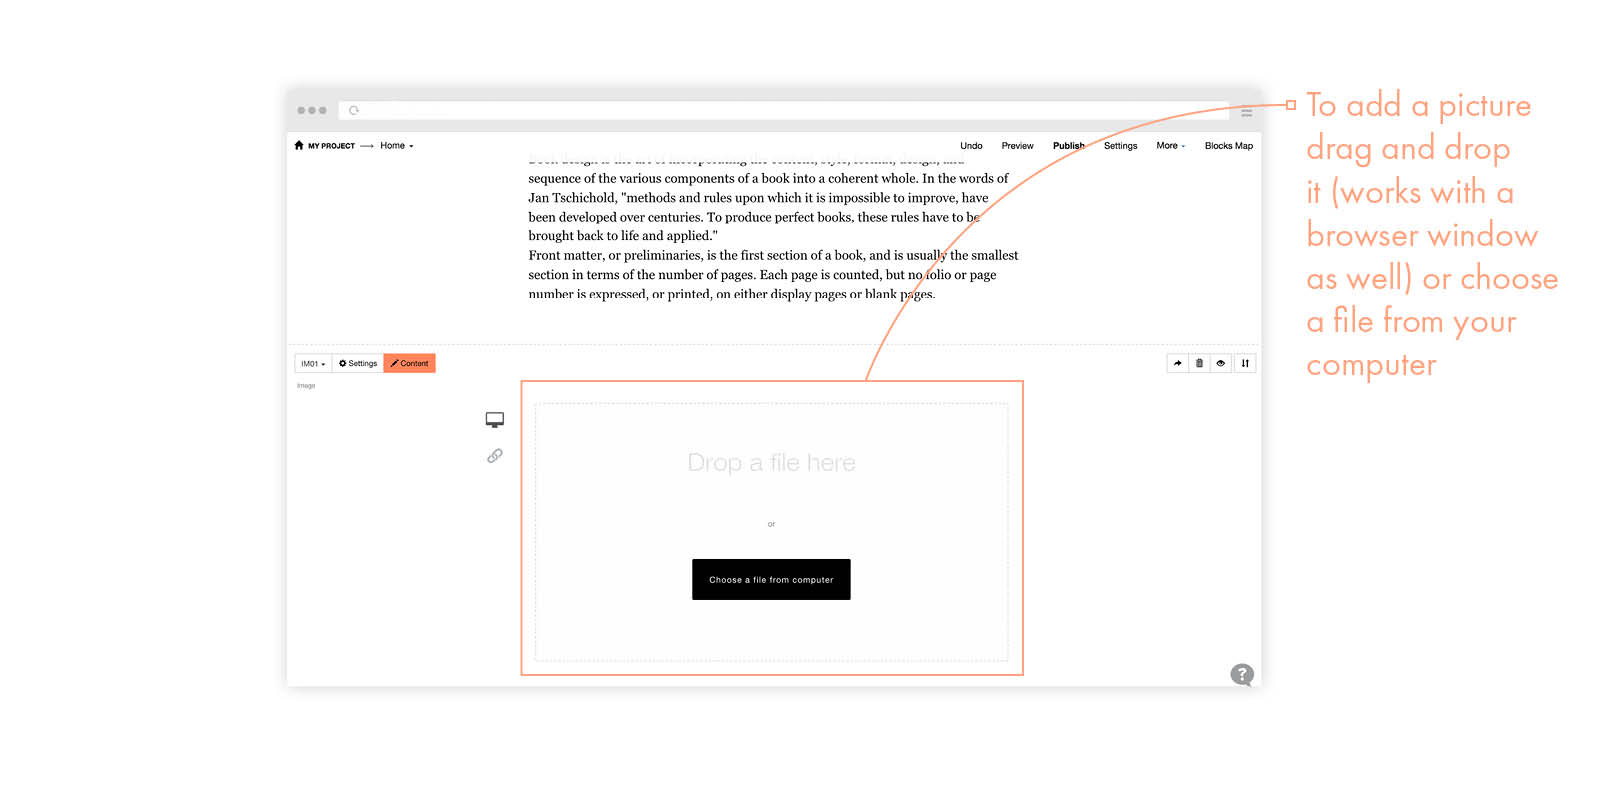 To add a picture
drag and drop
it (works with a
browser window
as well) or choose
a file from your
computer
MY PROJECT Home
Undo Preview Publish Settings More Blocks Map
sequence of the various components of a book into a coherent whole. In the words of
Jan Tschichold, "methods and rules upon which it is impossible to improve, have
been developed over centuries. To produce perfect books, these rules have to be
brought back to life and applied."
Front matter, or preliminaries, is the first section of a book, and is usually the smallest
section in terms of the number of pages. Each page is counted, but no folio or page
number is expressed, or printed, on either display pages or blank pages.
IM01 Settings Content
Image
Drop a file here
or
Choose a file from computer
?